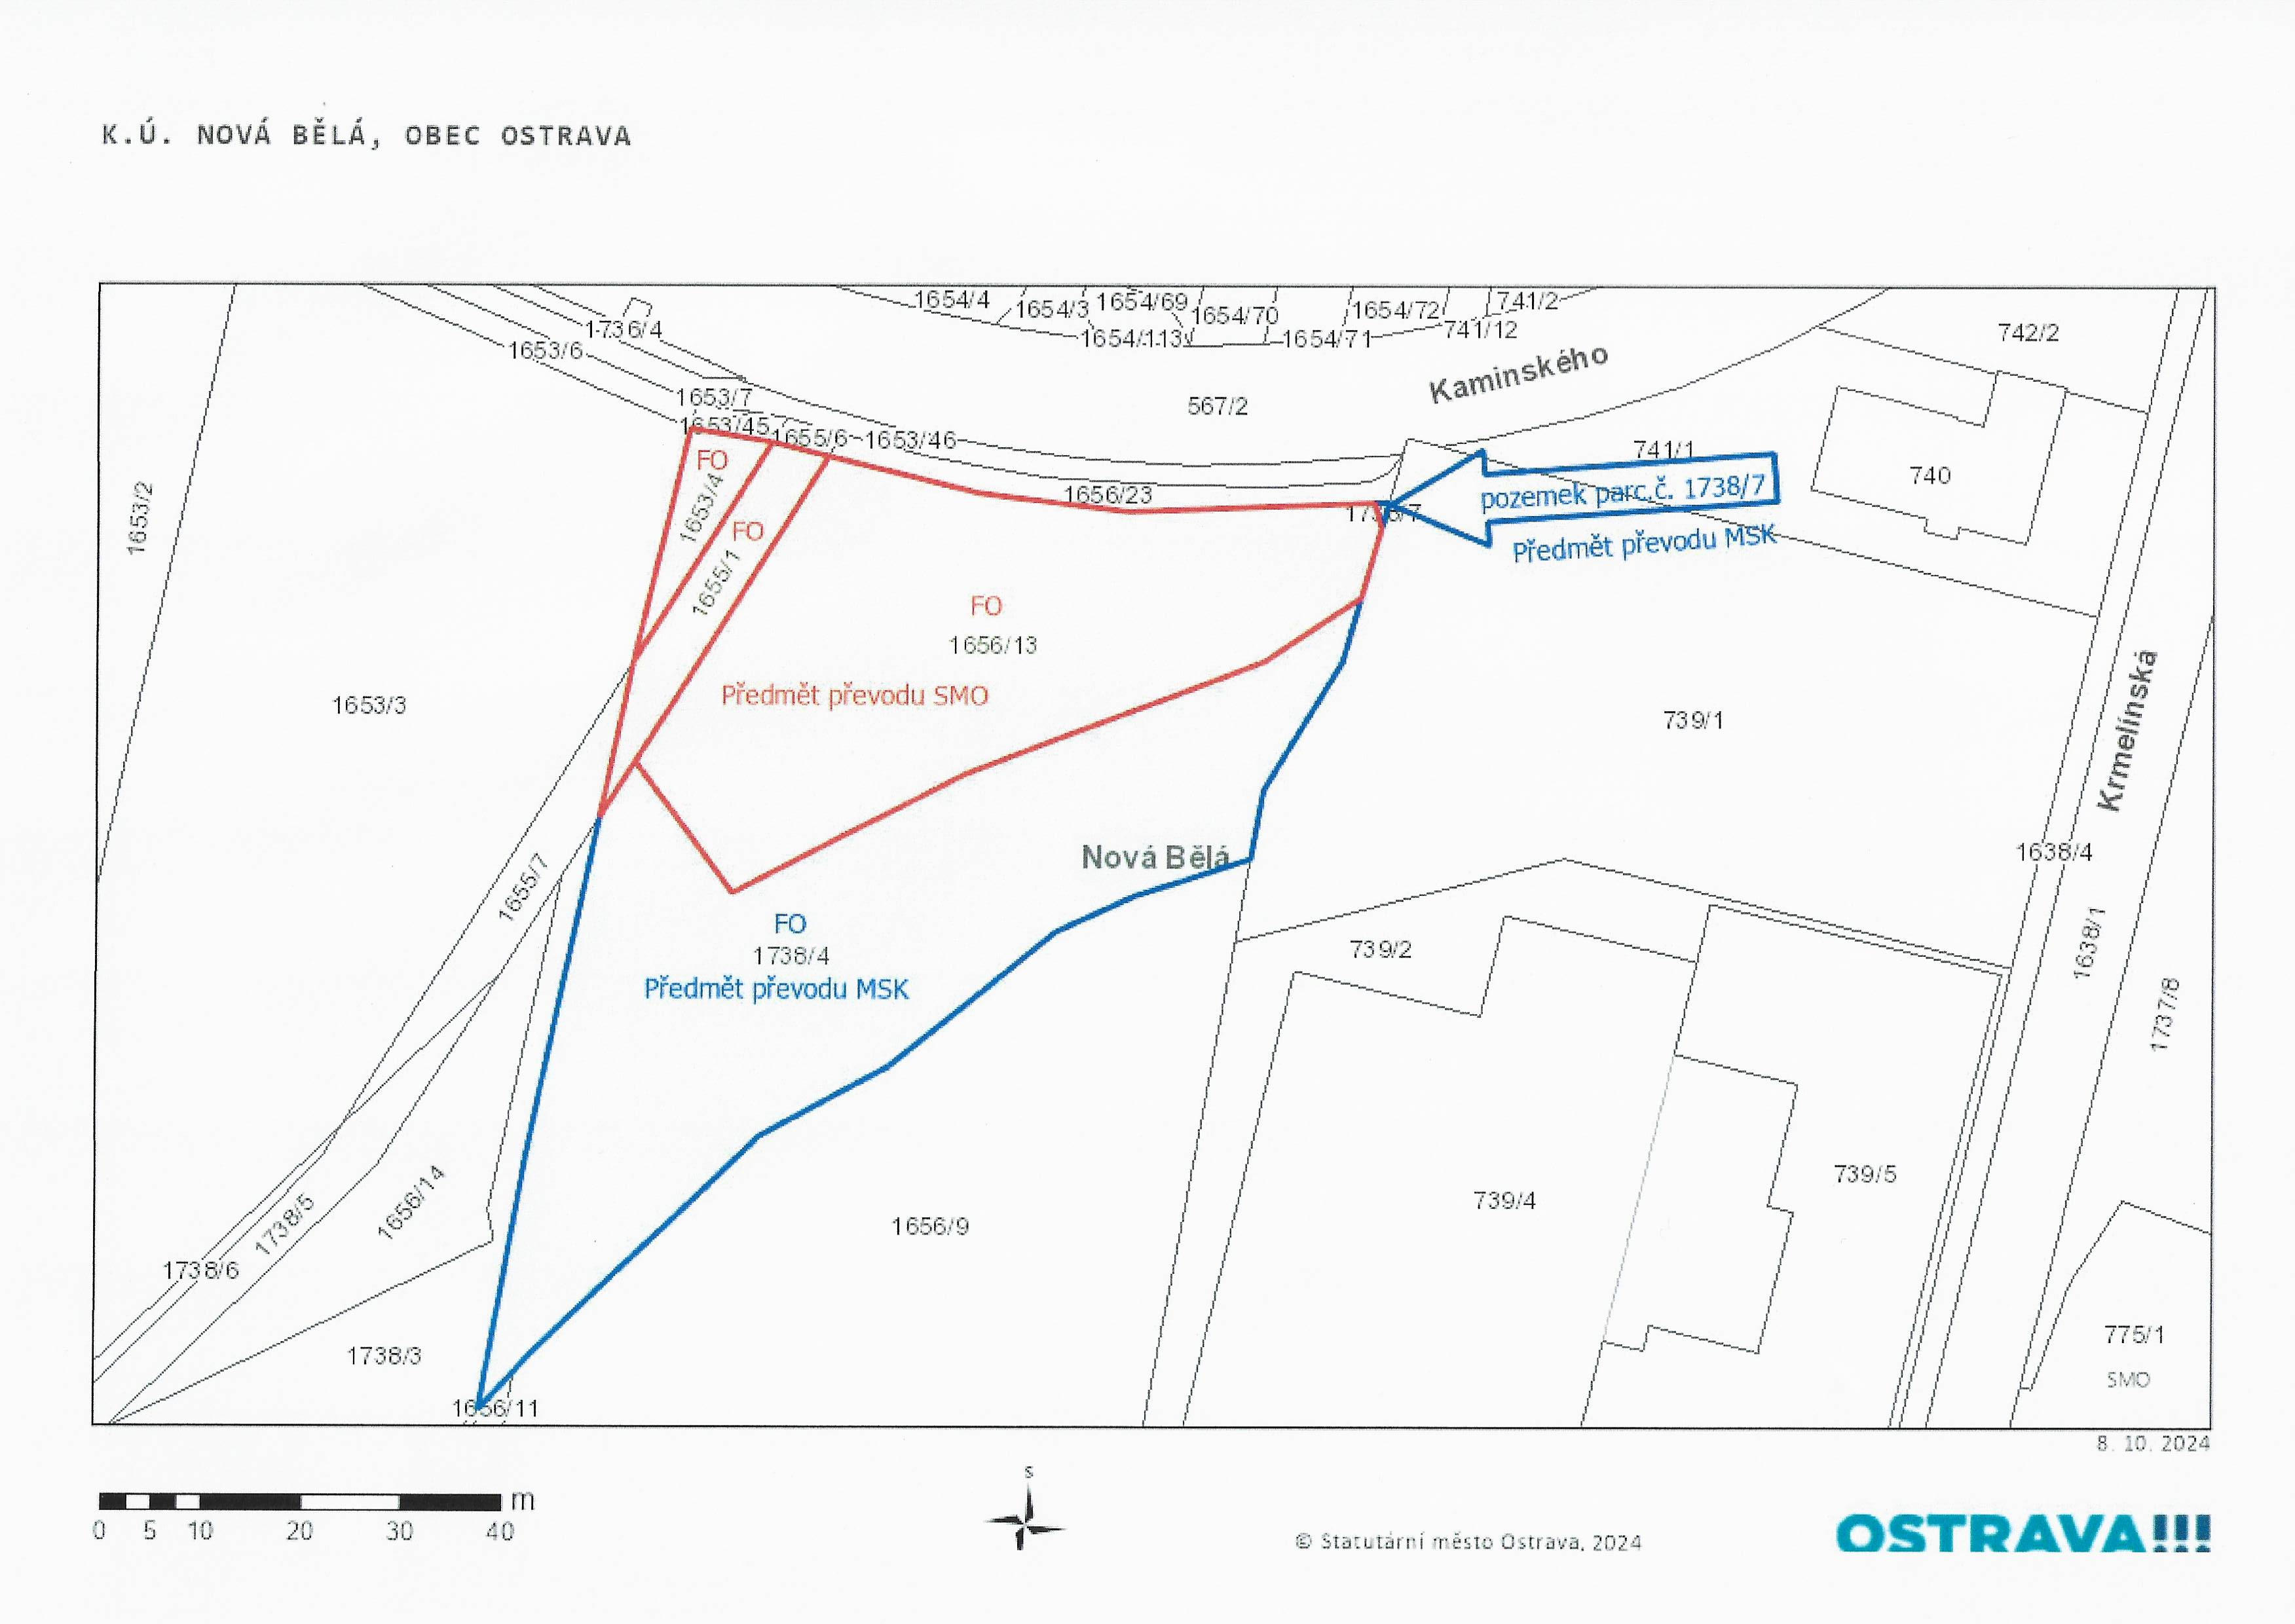 K.Ú. NOVÁ BĚLÁ, OBEC OSTRAVA
1654/4
1654/3
1654/69
1654/70
1654/72
741/2
1736/4
1653/6
1654/113
1654/71
741/12
742/2
Kaminského
1653/7
567/2
1653/45
1655/6
1653/46
741/1
740
FO
1653/4
1656/23
pozemek parc.č. 1738/7
1738/7
1653/2
FO
Předmět převodu MSK
1655/1
FO
1656/13
Předmět převodu SMO
1653/3
739/1
Krmelínská
Nová Bělá
1638/4
1655/7
FO
1738/4
Předmět převodu MSK
739/2
1638/1
1737/8
739/5
1656/14
739/4
1738/5
1656/9
1738/6
1738/3
775/1
SMO
1656/11
8. 10. 2024
s
m
0 5 10 20 30 40
© Statutární město Ostrava, 2024
OSTRAVA!!!